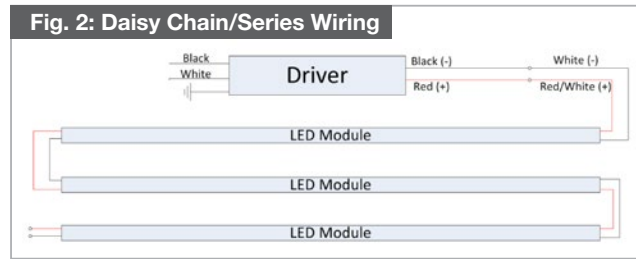 Fig. 2: Daisy Chain/Series Wiring
Black
White
Driver
Black (-)
White (-)
Red (+)
Red/White (+)
LED Module
LED Module
LED Module